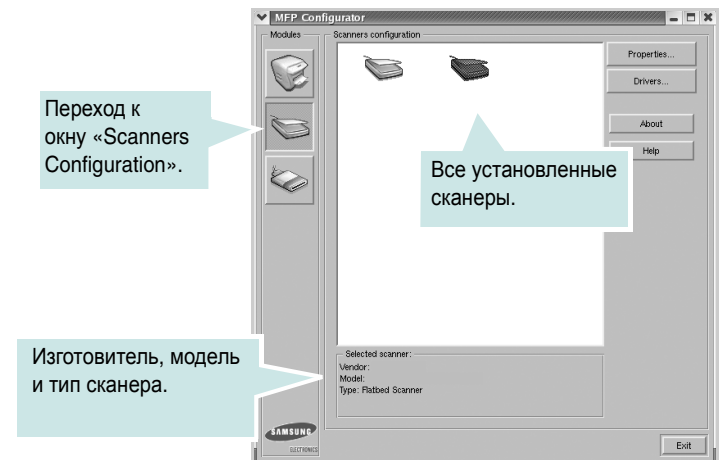 MFP Configurator
Modules
Scanners configuration
Properties...
Drivers...
About
Help
Переход к
окну «Scanners
Configuration».
Все установленные
сканеры.
Изготовитель, модель
и тип сканера.
Selected scanner:
Vendor:
Model:
Type: Flatbed Scanner
SAMSUNG
ELECTRONICS
Exit